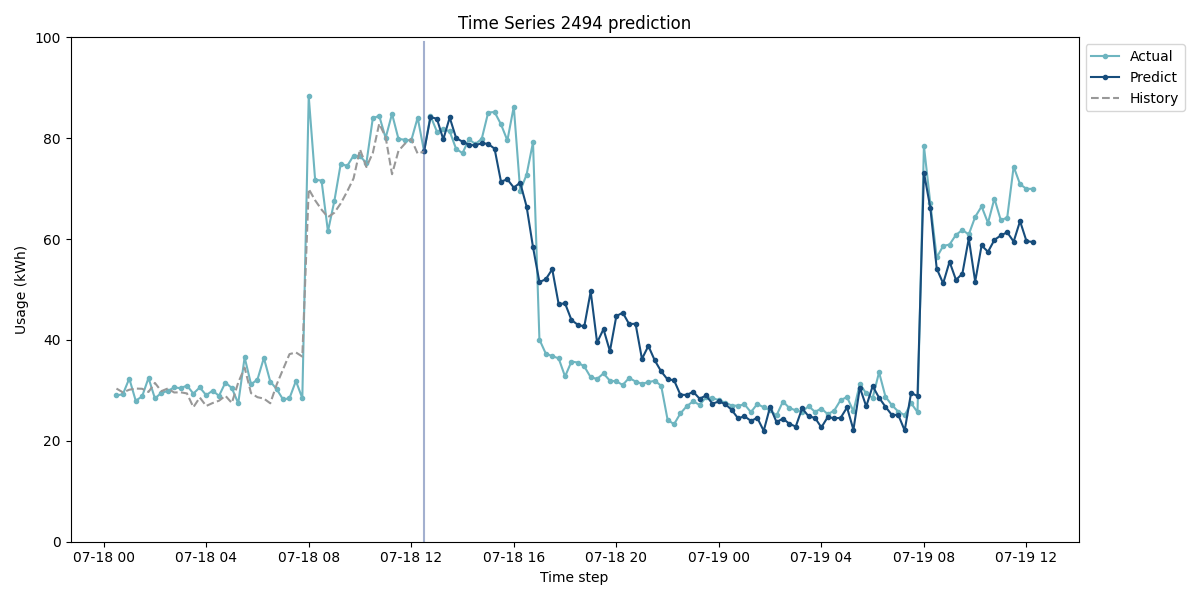 Time Series 2494 prediction
Actual
Predict
History
Usage (kWh)
100
80
60
40
20
0
07-18 00 07-18 04 07-18 08 07-18 12 07-18 16 07-18 20 07-19 00 07-19 04 07-19 08 07-19 12
Time step